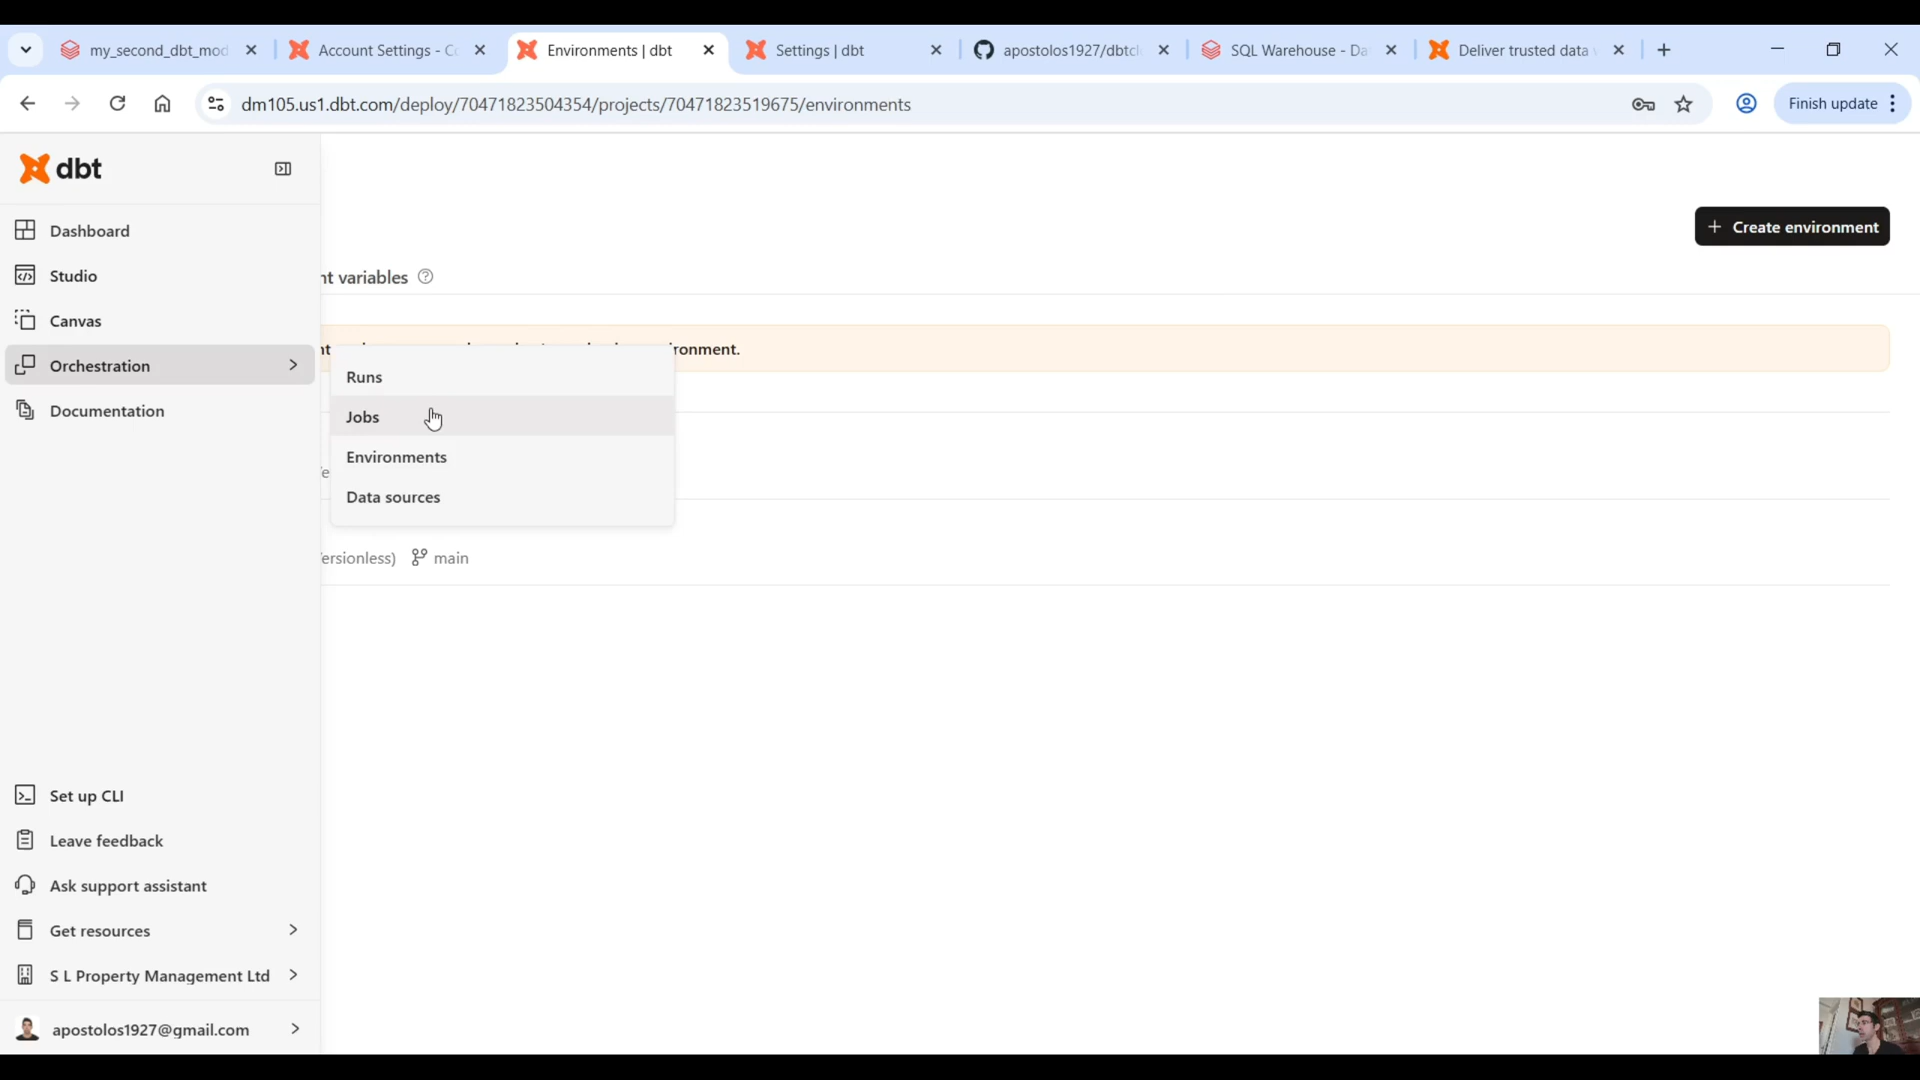 my_second_dbt_mod
Account Settings - C
Environments | dbt
Settings | dbt
apostolos1927/dbtcl
SQL Warehouse - Da
Deliver trusted data
dm105.us1.dbt.com/deploy/70471823504354/projects/70471823519675/environments
Finish update
dbt
Dashboard
Studio
Canvas
Orchestration
Documentation
Create environment
nt variables
ronment.
Runs
Jobs
Environments
Data sources
ersionless) main
Set up CLI
Leave feedback
Ask support assistant
Get resources
S L Property Management Ltd
apostolos1927@gmail.com